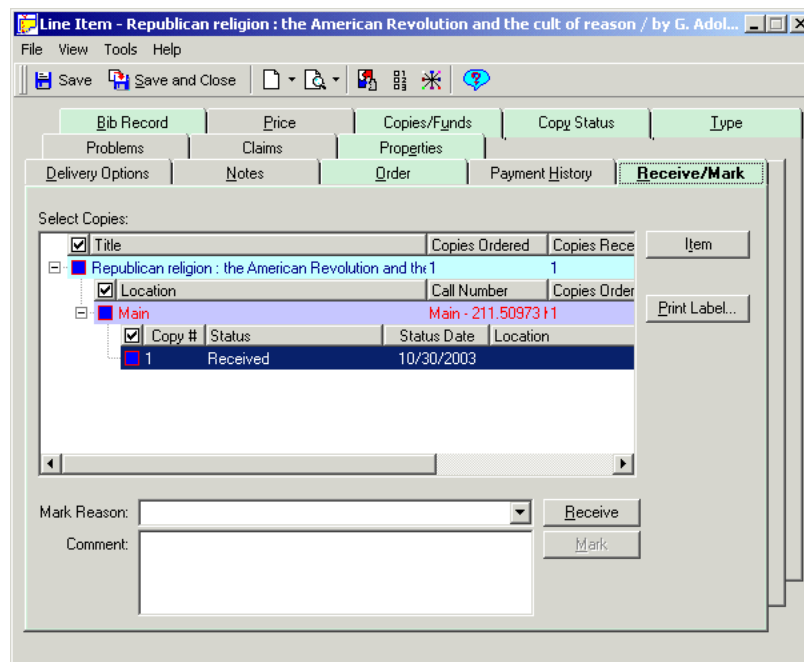 Line Item - Republican religion : the American Revolution and the cult of reason / by G. Adol...
File View Tools Help
Save Save and Close
Bib Record Price Copies/Funds Copy Status Type
Problems Claims Properties
Delivery Options Notes Order Payment History Receive/Mark
Select Copies:
Title Copies Ordered Copies Rece
Item
Republican religion : the American Revolution and the 1 1
Location Call Number Copies Order
Main Main - 211.50973 1
Print Label...
Copy # Status Status Date Location
1 Received 10/30/2003
Mark Reason: Receive
Comment: Mark